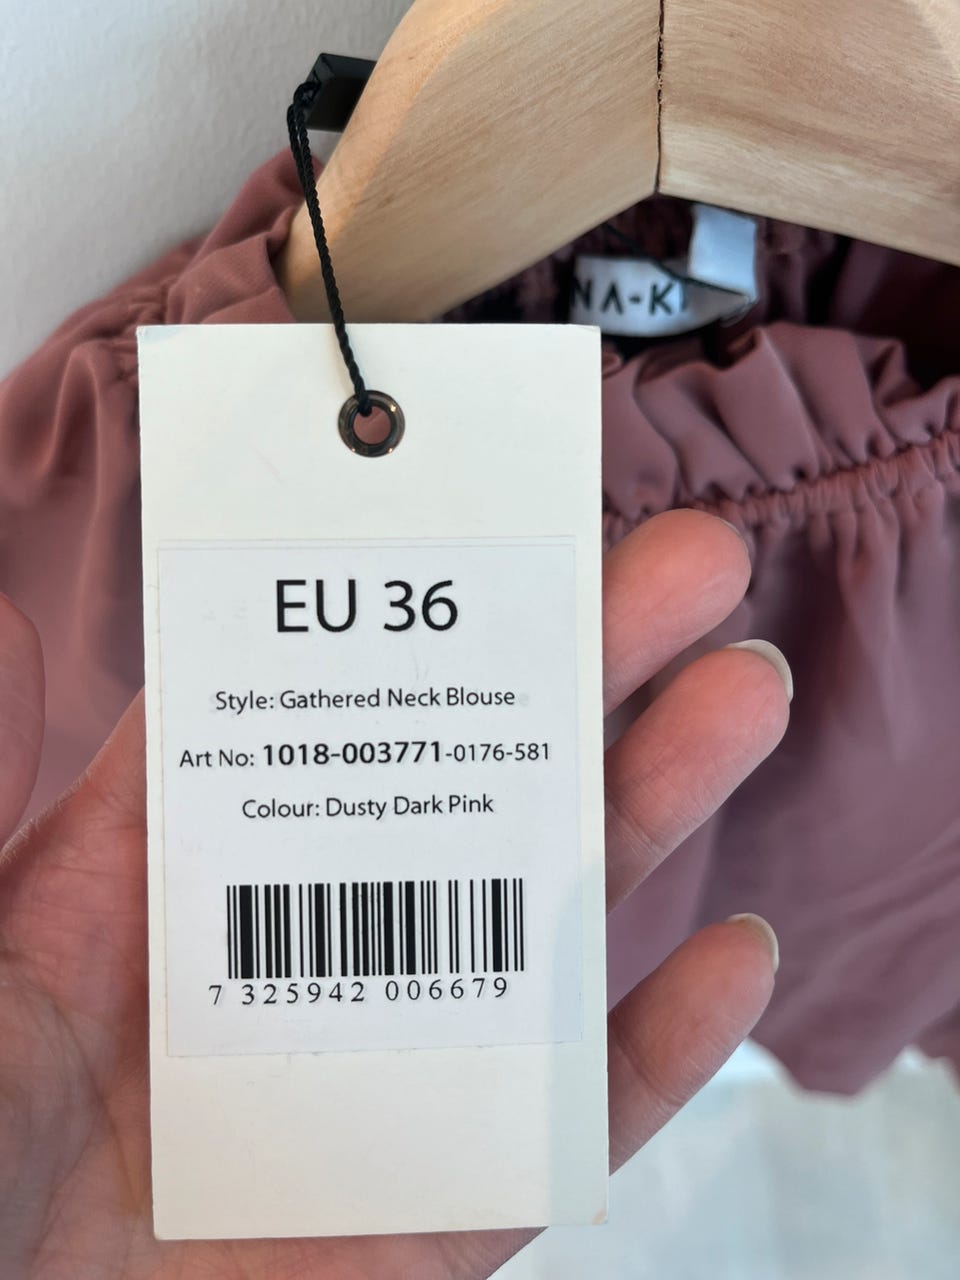 NA-K
EU 36
Style: Gathered Neck Blouse
Art No: 1018-003771-0176-581
Colour: Dusty Dark Pink
7 325942 006679